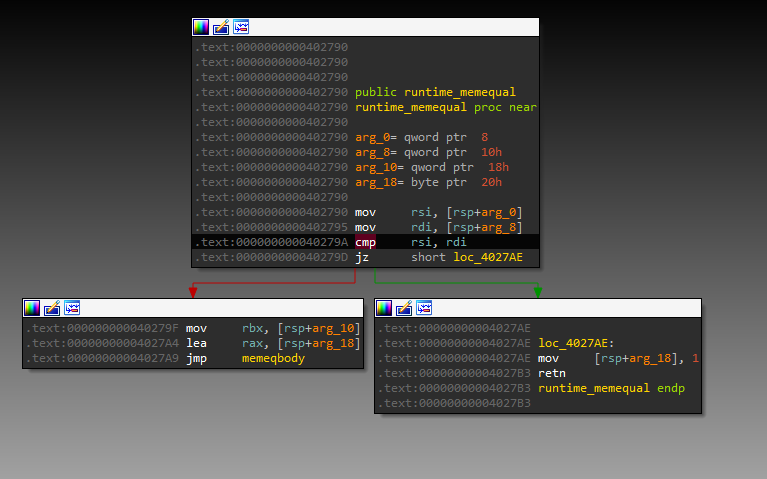 .text:0000000000402790
.text:0000000000402790
.text:0000000000402790
.text:0000000000402790 public runtime_memequal
.text:0000000000402790 runtime_memequal proc near
.text:0000000000402790
.text:0000000000402790 arg_0= qword ptr  8
.text:0000000000402790 arg_8= qword ptr  10h
.text:0000000000402790 arg_10= qword ptr  18h
.text:0000000000402790 arg_18= byte ptr  20h
.text:0000000000402790
.text:0000000000402790 mov     rsi, [rsp+arg_0]
.text:0000000000402795 mov     rdi, [rsp+arg_8]
.text:000000000040279A cmp     rsi, rdi
.text:000000000040279D jz      short loc_4027AE
.text:000000000040279F mov     rbx, [rsp+arg_10]
.text:00000000004027A4 lea     rax, [rsp+arg_18]
.text:00000000004027A9 jmp     memeqbody
.text:00000000004027AE
.text:00000000004027AE loc_4027AE:
.text:00000000004027AE mov     [rsp+arg_18], 1
.text:00000000004027B3 retn
.text:00000000004027B3 runtime_memequal endp
.text:00000000004027B3